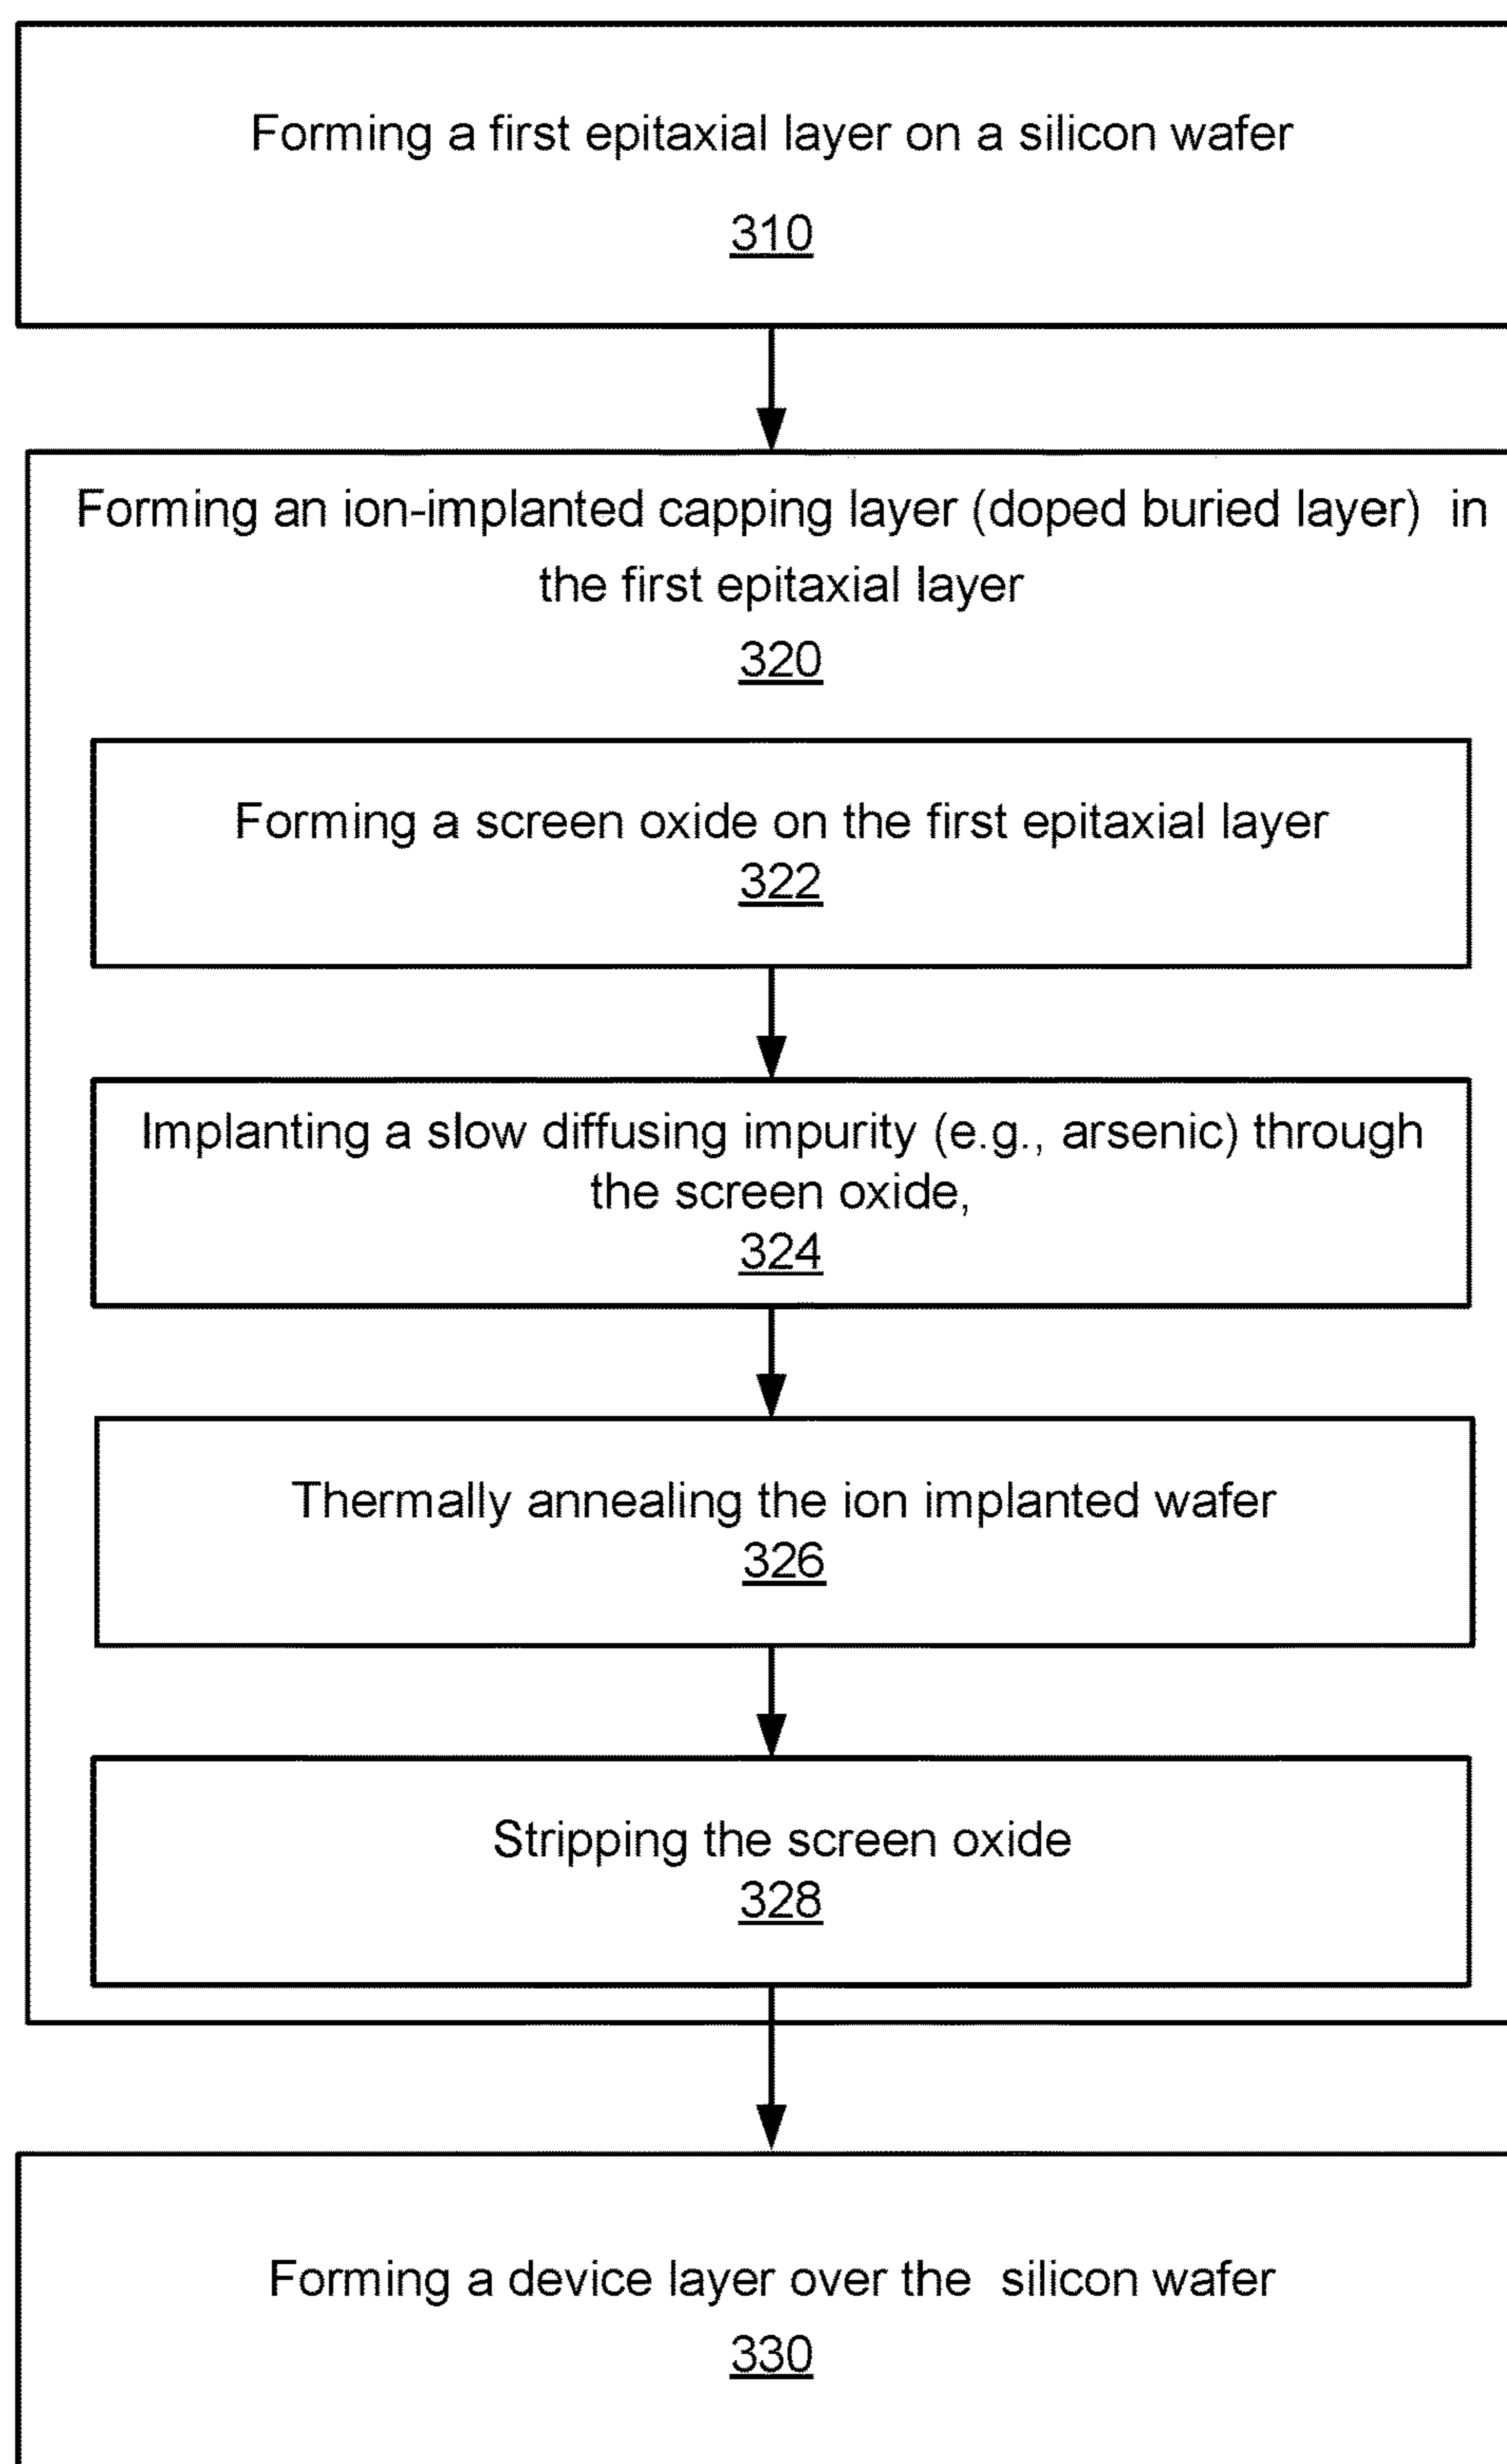 Forming a first epitaxial layer on a silicon wafer
310
Forming an ion-implanted capping layer (doped buried layer)  in
the first epitaxial layer
320
Forming a screen oxide on the first epitaxial layer
322
Implanting a slow diffusing impurity (e.g., arsenic) through
the screen oxide,
324
Thermally annealing the ion implanted wafer
326
Stripping the screen oxide
328
Forming a device layer over the  silicon wafer
330